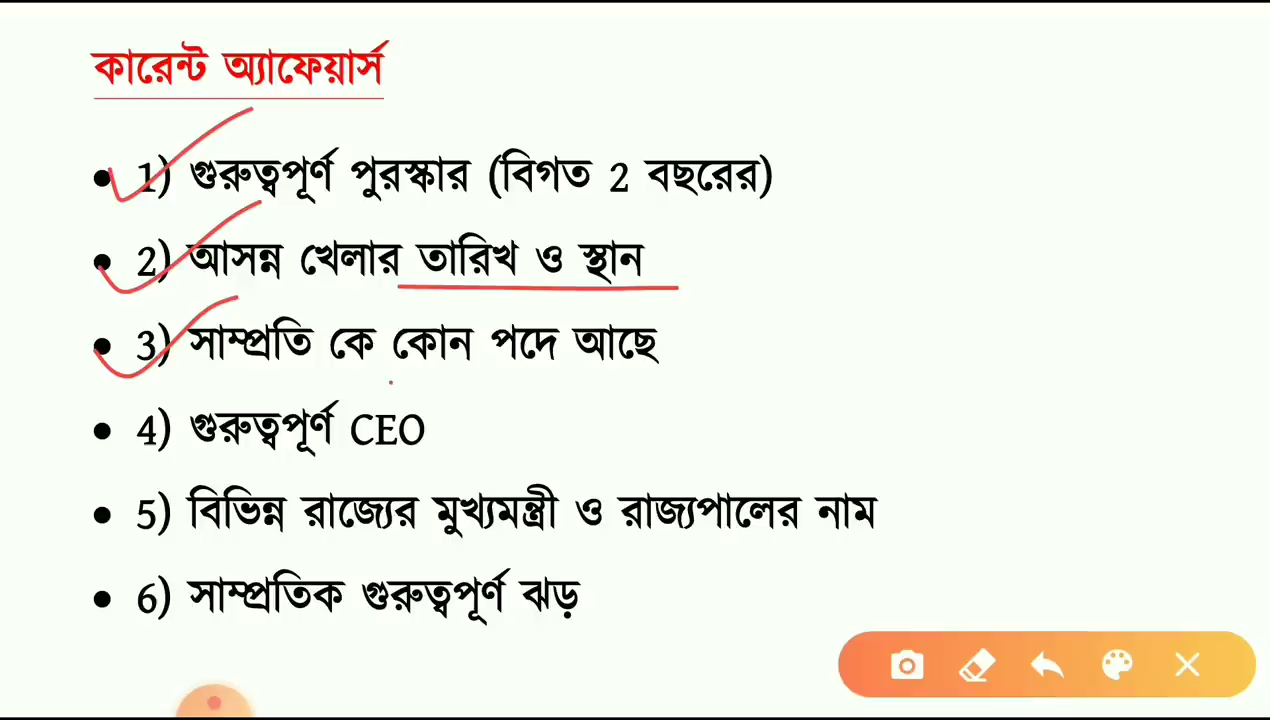 কারেন্ট অ্যাফেয়ার্স
• 1) গুরুত্বপূর্ণ পুরস্কার (বিগত 2 বছরের)
• 2) আসন্ন খেলার তারিখ ও স্থান
• 3) সাম্প্রতি কে কোন পদে আছে
• 4) গুরুত্বপূর্ণ CEO
• 5) বিভিন্ন রাজ্যের মুখ্যমন্ত্রী ও রাজ্যপালের নাম
• 6) সাম্প্রতিক গুরুত্বপূর্ণ ঝড়